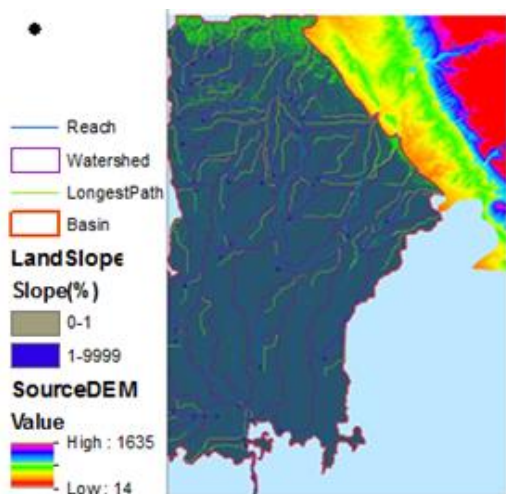 Reach
Watershed
LongestPath
Basin
LandSlope
Slope(%)
0-1
1-9999
SourceDEM
Value
High : 1635
Low : 14